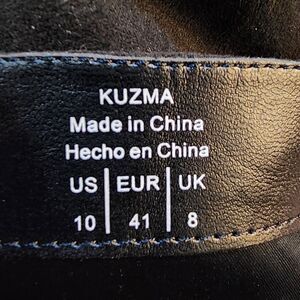 KUZMA
Made in China
Hecho en China
US | EUR | UK
10 | 41 | 8